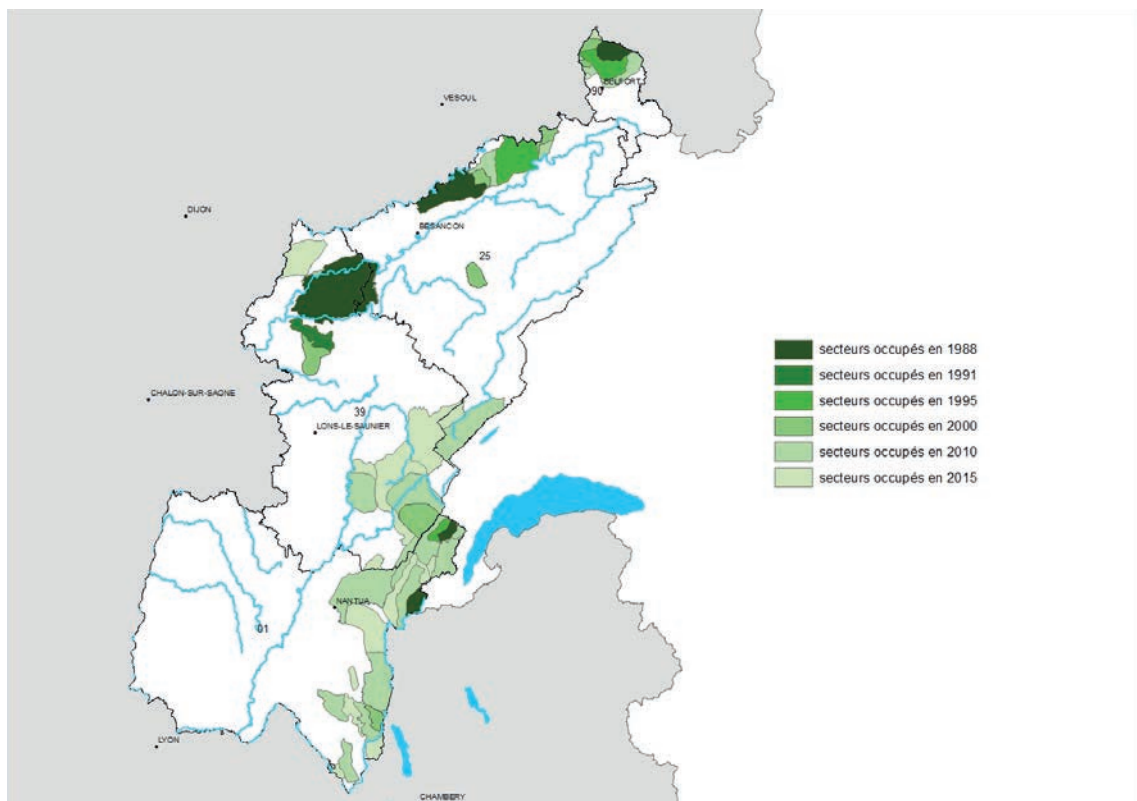 BELFORT
90
VESOUL
DIJON
BESANCON
25
secteurs occupés en 1988
secteurs occupés en 1991
secteurs occupés en 1995
secteurs occupés en 2000
secteurs occupés en 2010
secteurs occupés en 2015
CHALON-SUR-SAONE
39
LONS-LE-SAUNIER
NANTUA
01
LYON
CHAMBERY